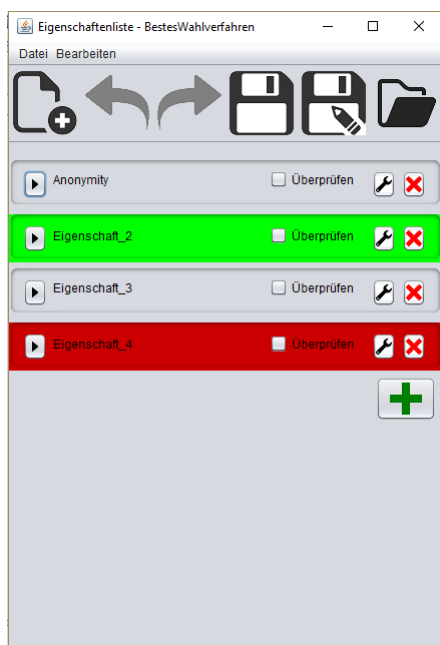 Eigenschaftenliste - BestesWahlverfahren
Datei Bearbeiten
Anonymity Überprüfen
Eigenschaft_2 Überprüfen
Eigenschaft_3 Überprüfen
Eigenschaft_4 Überprüfen